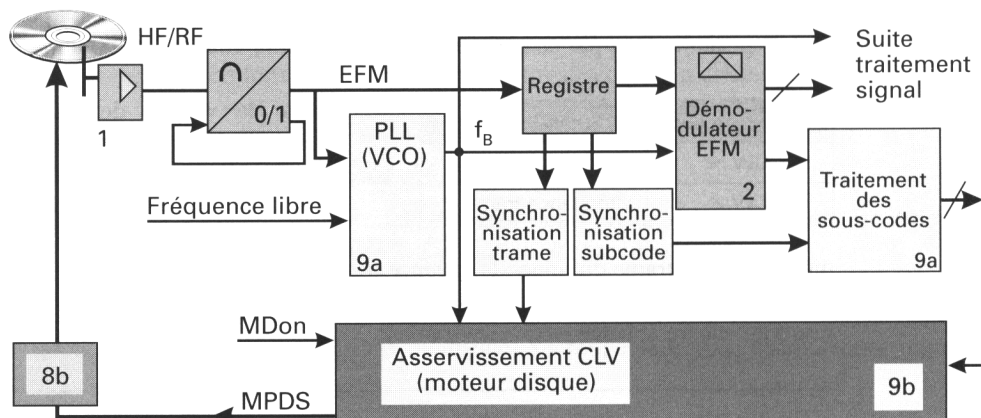 HF/RF
1
∩
0/1
EFM
Registre
Démo-
dulateur
EFM
2
Suite
traitement
signal
PLL
(VCO)
9a
f_B
Fréquence libre
Synchro-
nisation
trame
Synchro-
nisation
subcode
Traitement
des
sous-codes
9a
MDon
Asservissement CLV
(moteur disque)
9b
8b
MPDS